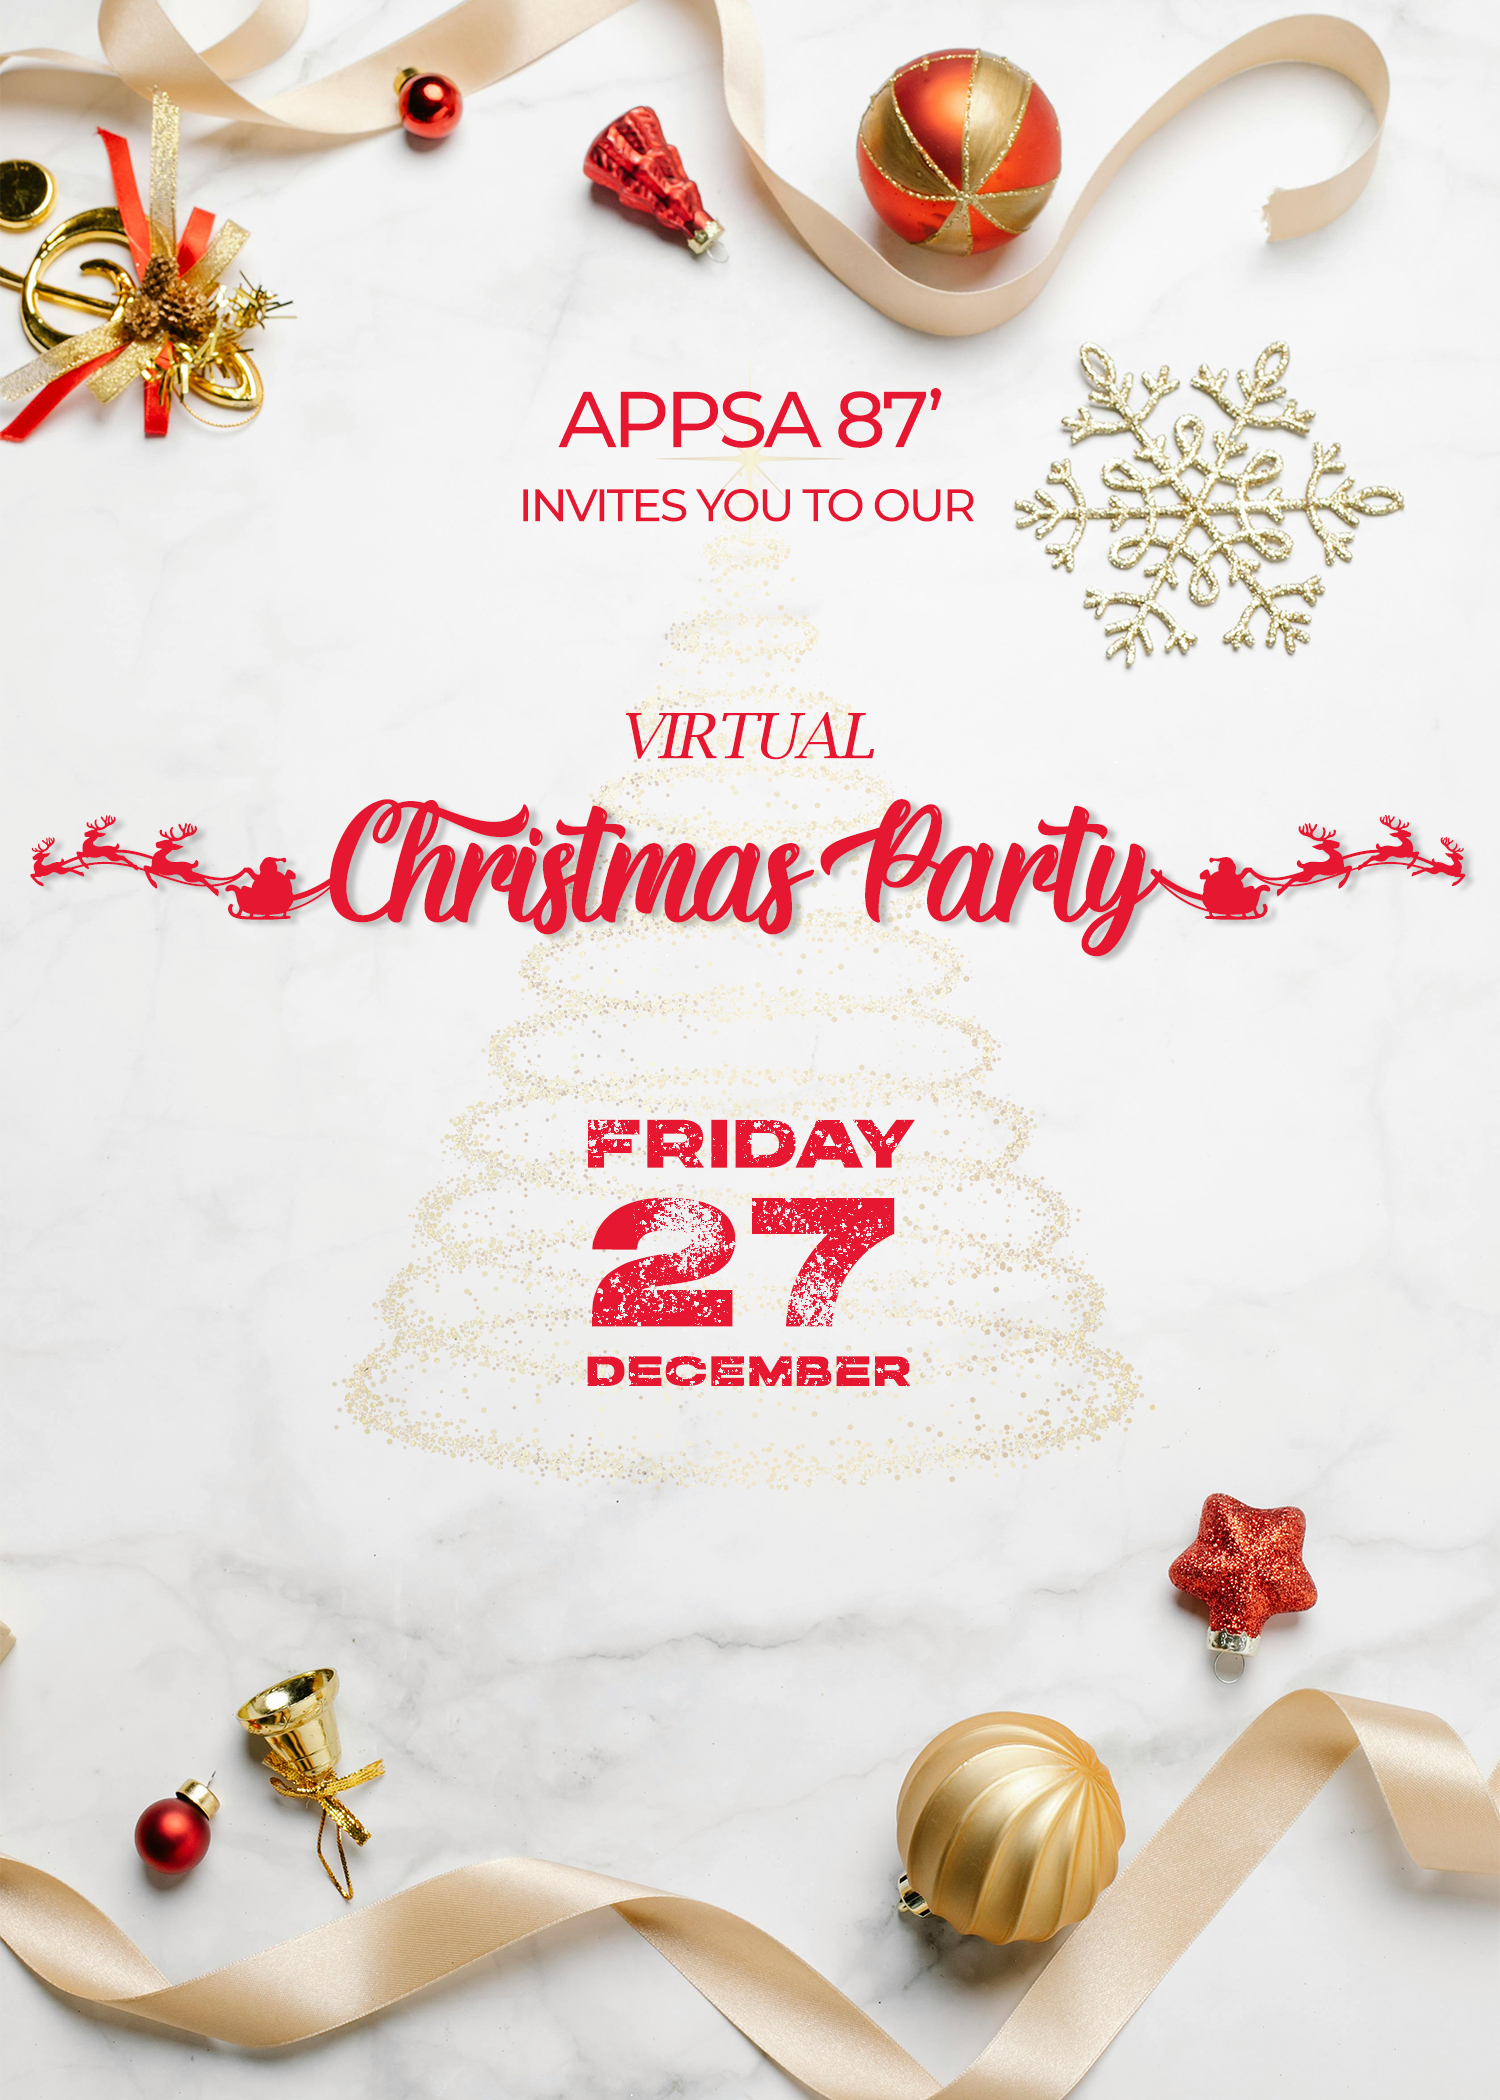 APPSA 87’
INVITES YOU TO OUR
VIRTUAL
Christmas Party
FRIDAY
27
DECEMBER